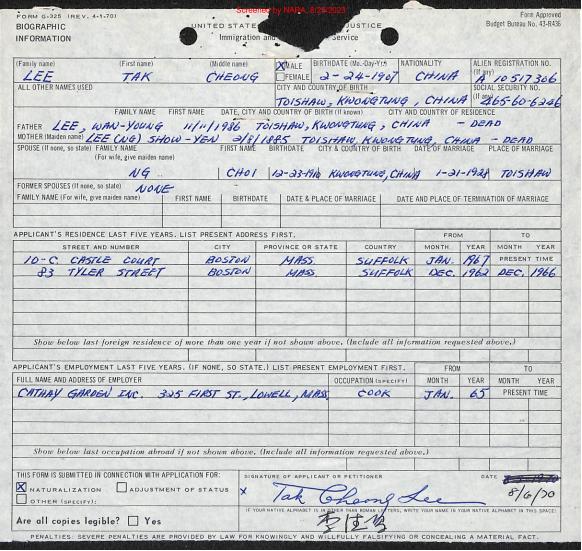 Screened by NARA, 8/25/2023
FORM G-325 (REV. 4-1-70)
BIOGRAPHIC
INFORMATION
UNITED STATES JUSTICE
Immigration and Service
Form Approved
Budget Bureau No. 43-R436
(Family name) (First name) (Middle name)
LEE TAK CHEONG
X MALE
FEMALE
BIRTHDATE (Mo.-Day-Yr.) NATIONALITY
2-24-1907 CHINA
ALIEN REGISTRATION NO.
(If any)
A 10 517 306
ALL OTHER NAMES USED
CITY AND COUNTRY OF BIRTH
TOISHAW, KWONGTUNG, CHINA
SOCIAL SECURITY NO.
(If any) 465-60-6246
FAMILY NAME FIRST NAME DATE, CITY AND COUNTRY OF BIRTH (If known) CITY AND COUNTRY OF RESIDENCE
FATHER LEE, WAN-YOUNG 11/11/1886 TOISHAW, KWONGTUNG, CHINA - DEAD
MOTHER (Maiden name) LEE (NG) SHOW-YEN 2/8/1885 TOISHAW, KWONGTUNG, CHINA - DEAD
SPOUSE (If none, so state) FAMILY NAME FIRST NAME BIRTHDATE CITY & COUNTRY OF BIRTH DATE OF MARRIAGE PLACE OF MARRIAGE
(For wife, give maiden name)
NG CHOI 12-23-1910 KWONGTUNG, CHINA 1-21-1928 TOISHAW
FORMER SPOUSES (If none, so state) NONE
FAMILY NAME (For wife, give maiden name) FIRST NAME BIRTHDATE DATE & PLACE OF MARRIAGE DATE AND PLACE OF TERMINATION OF MARRIAGE
APPLICANT'S RESIDENCE LAST FIVE YEARS. LIST PRESENT ADDRESS FIRST. FROM TO
STREET AND NUMBER CITY PROVINCE OR STATE COUNTRY MONTH YEAR MONTH YEAR
10-C. CASTLE COURT BOSTON MASS. SUFFOLK JAN. 1967 PRESENT TIME
83 TYLER STREET BOSTON MASS. SUFFOLK DEC. 1962 DEC. 1966
Show below last foreign residence of more than one year if not shown above. (Include all information requested above.)
APPLICANT'S EMPLOYMENT LAST FIVE YEARS. (IF NONE, SO STATE.) LIST PRESENT EMPLOYMENT FIRST. FROM TO
FULL NAME AND ADDRESS OF EMPLOYER OCCUPATION (SPECIFY) MONTH YEAR MONTH YEAR
CATHAY GARDEN INC. 325 FIRST ST., LOWELL, MASS. COOK JAN. 65 PRESENT TIME
Show below last occupation abroad if not shown above. (Include all information requested above.)
THIS FORM IS SUBMITTED IN CONNECTION WITH APPLICATION FOR:
X NATURALIZATION ADJUSTMENT OF STATUS
OTHER (SPECIFY):
SIGNATURE OF APPLICANT OR PETITIONER DATE
x Tak Cheong Lee 8/6/70
(IF YOUR NATIVE ALPHABET IS IN OTHER THAN ROMAN LETTERS, WRITE YOUR NAME IN YOUR NATIVE ALPHABET IN THIS SPACE)
李
Are all copies legible? Yes
PENALTIES: SEVERE PENALTIES ARE PROVIDED BY LAW FOR KNOWINGLY AND WILLFULLY FALSIFYING OR CONCEALING A MATERIAL FACT.